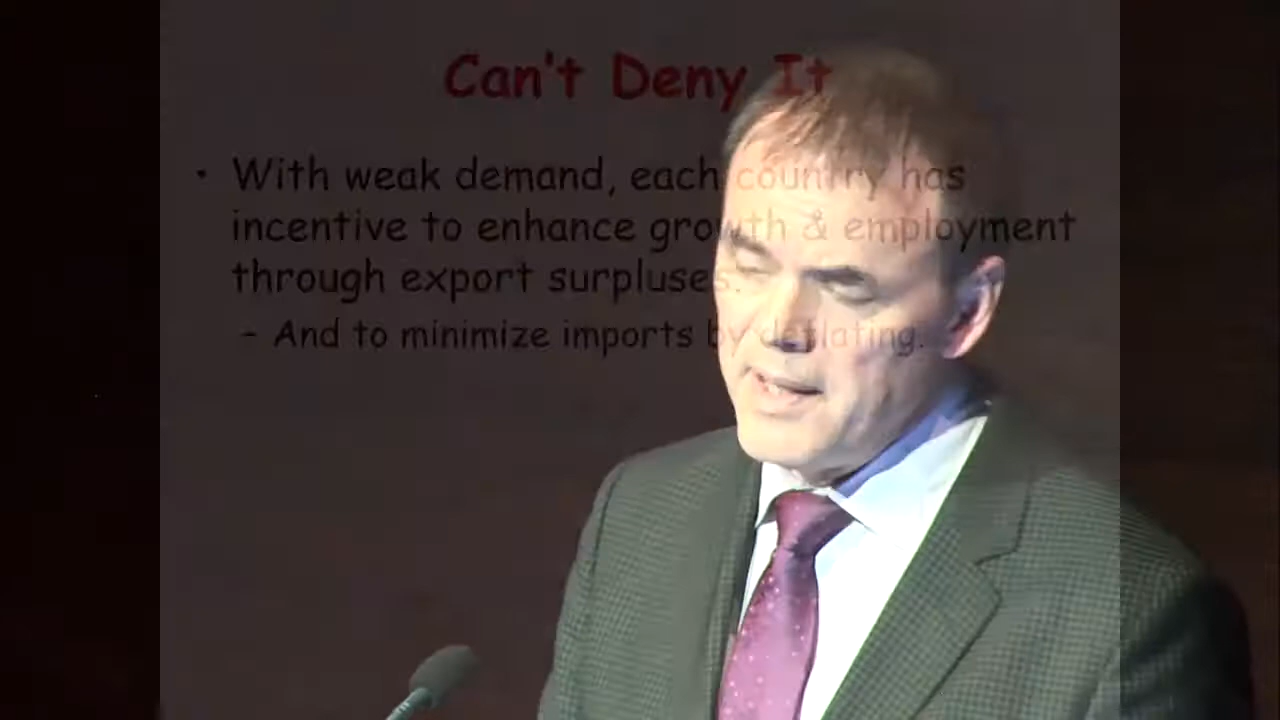 Can't Deny It
• With weak demand, each country has
incentive to enhance growth & employment
through export surpluses.
– And to minimize imports by deflating.